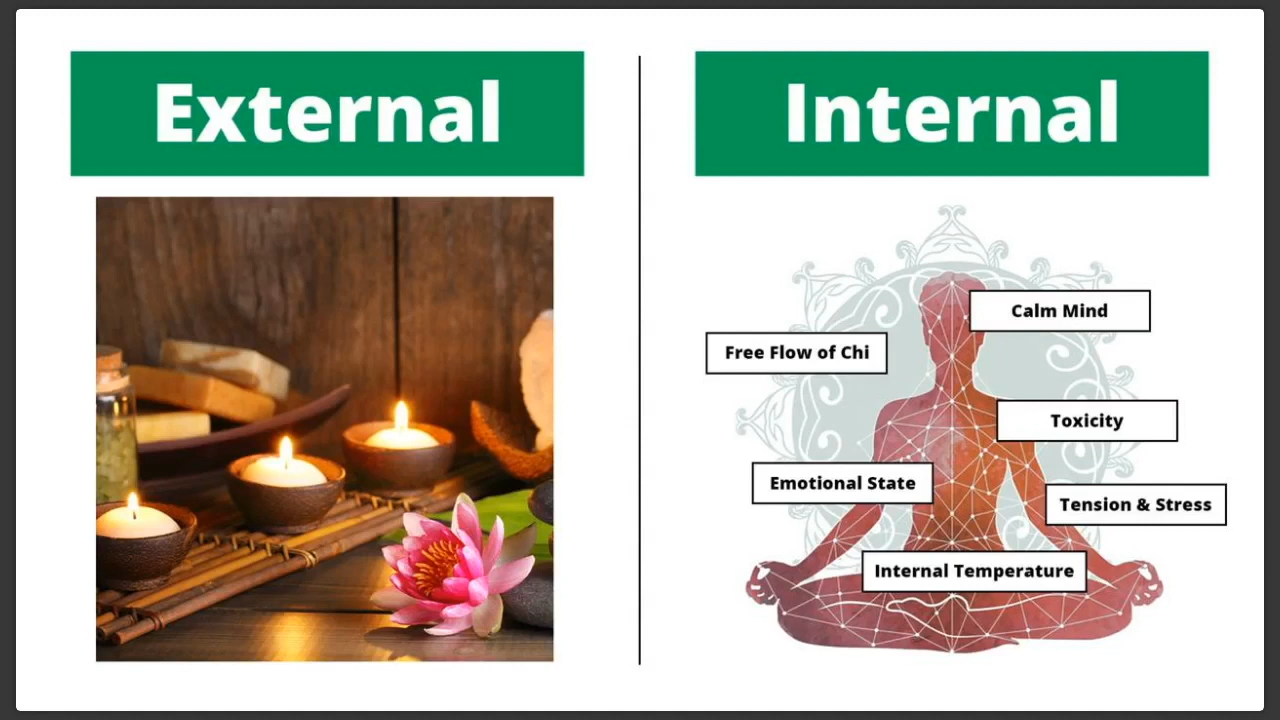 External
Internal
Calm Mind
Free Flow of Chi
Toxicity
Emotional State
Tension & Stress
Internal Temperature